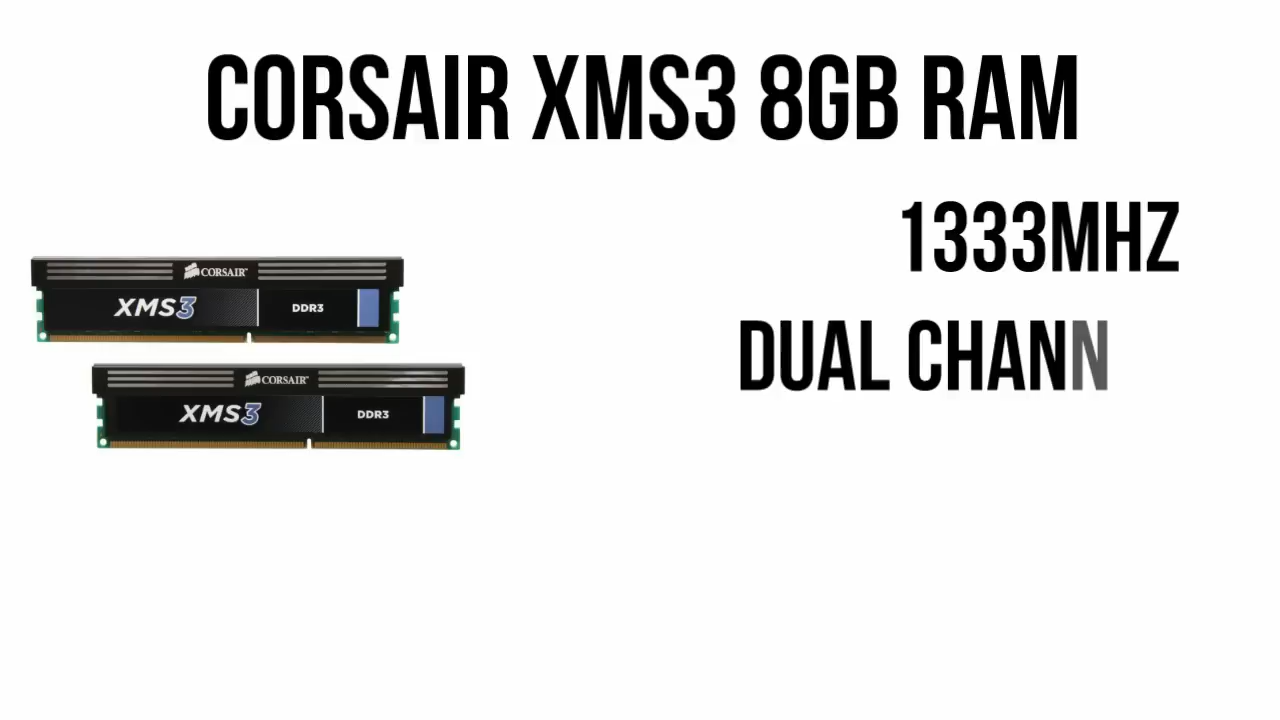 CORSAIR XMS3 8GB RAM
1333MHZ
DUAL CHANN
CORSAIR
XMS3 DDR3
CORSAIR
XMS3 DDR3